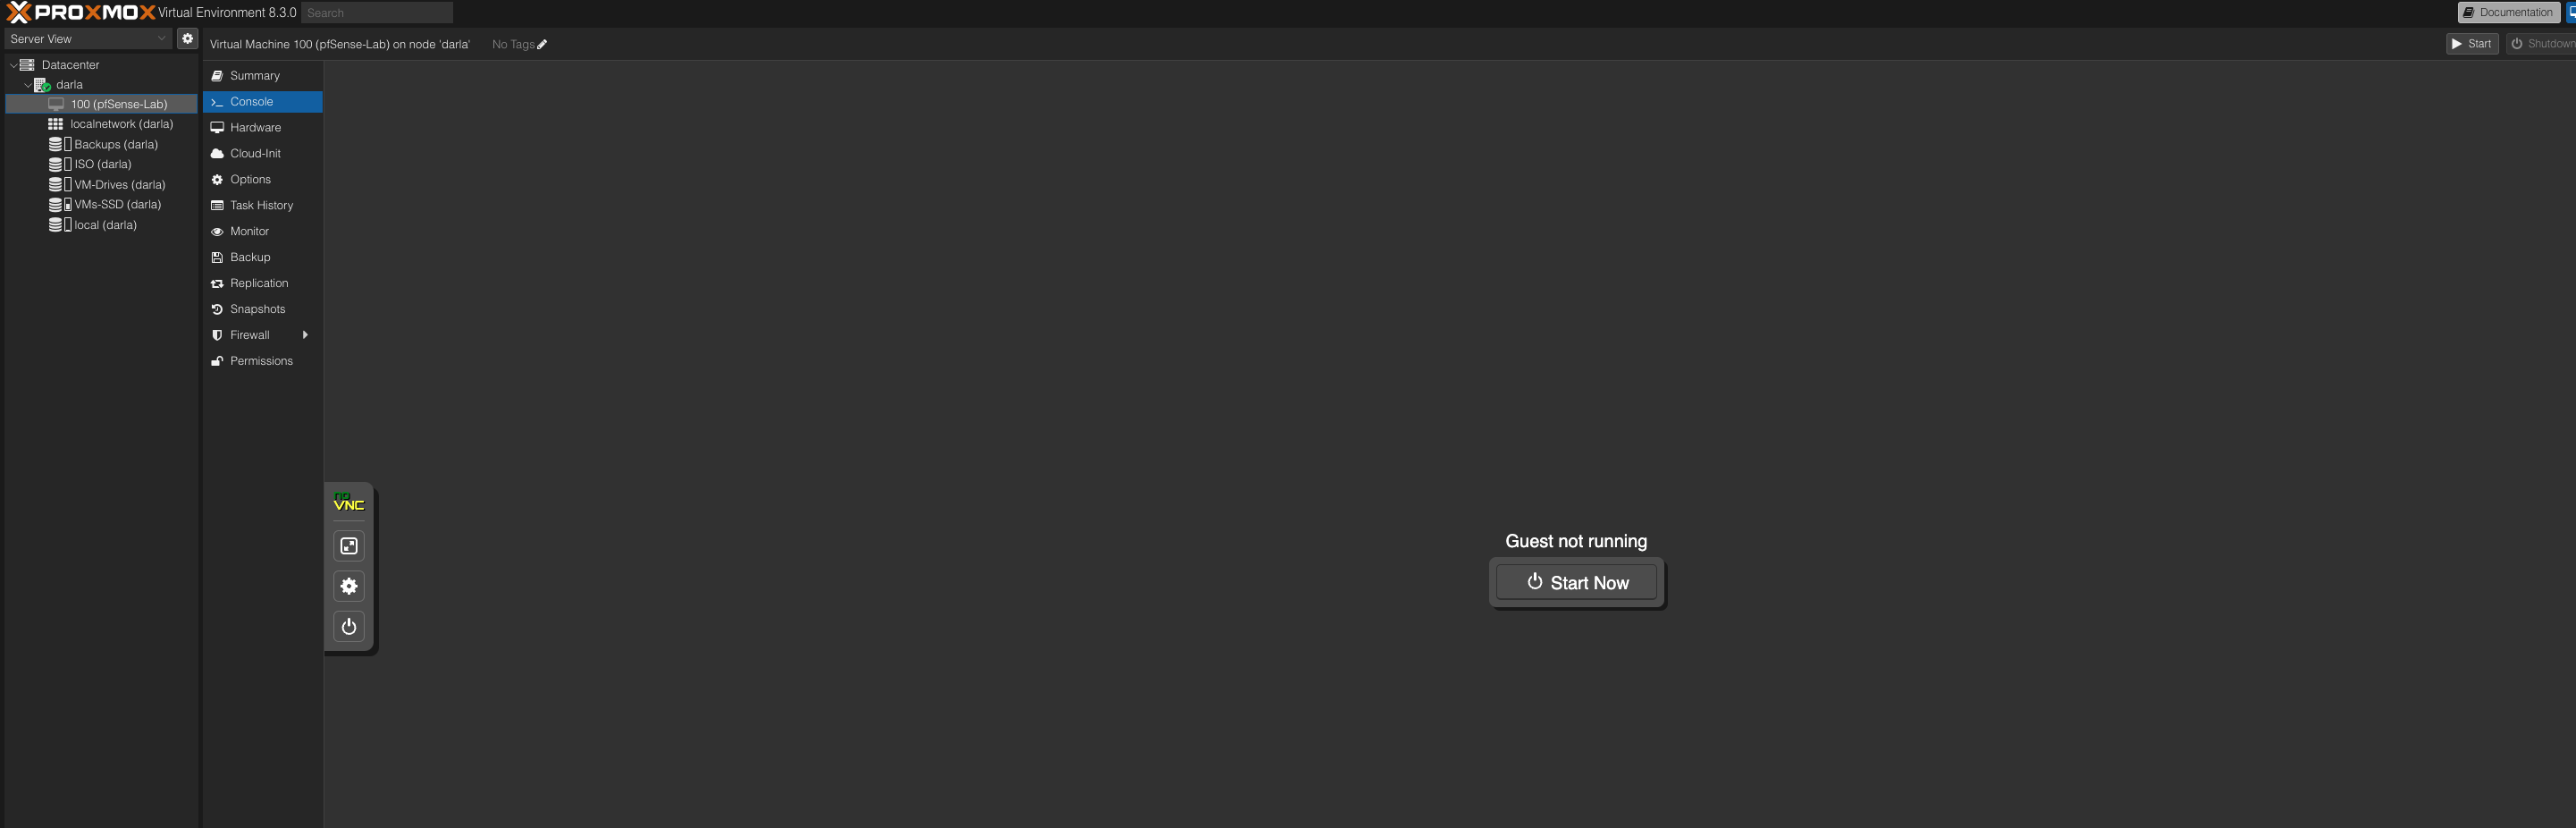 PROXMOX Virtual Environment 8.3.0 Search
Documentation
Server View
Virtual Machine 100 (pfSense-Lab) on node 'darla' No Tags
Start Shutdown
Datacenter
darla
100 (pfSense-Lab)
localnetwork (darla)
Backups (darla)
ISO (darla)
VM-Drives (darla)
VMs-SSD (darla)
local (darla)
Summary
Console
Hardware
Cloud-Init
Options
Task History
Monitor
Backup
Replication
Snapshots
Firewall
Permissions
no
VNC
Guest not running
Start Now